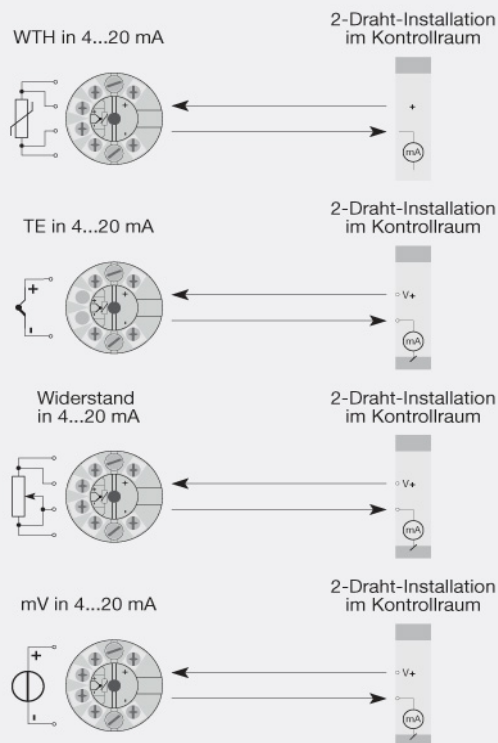 WTH in 4...20 mA
2-Draht-Installation
im Kontrollraum
+
mA
TE in 4...20 mA
2-Draht-Installation
im Kontrollraum
+
-
V+
mA
Widerstand
in 4...20 mA
2-Draht-Installation
im Kontrollraum
V+
mA
mV in 4...20 mA
2-Draht-Installation
im Kontrollraum
+
-
V+
mA